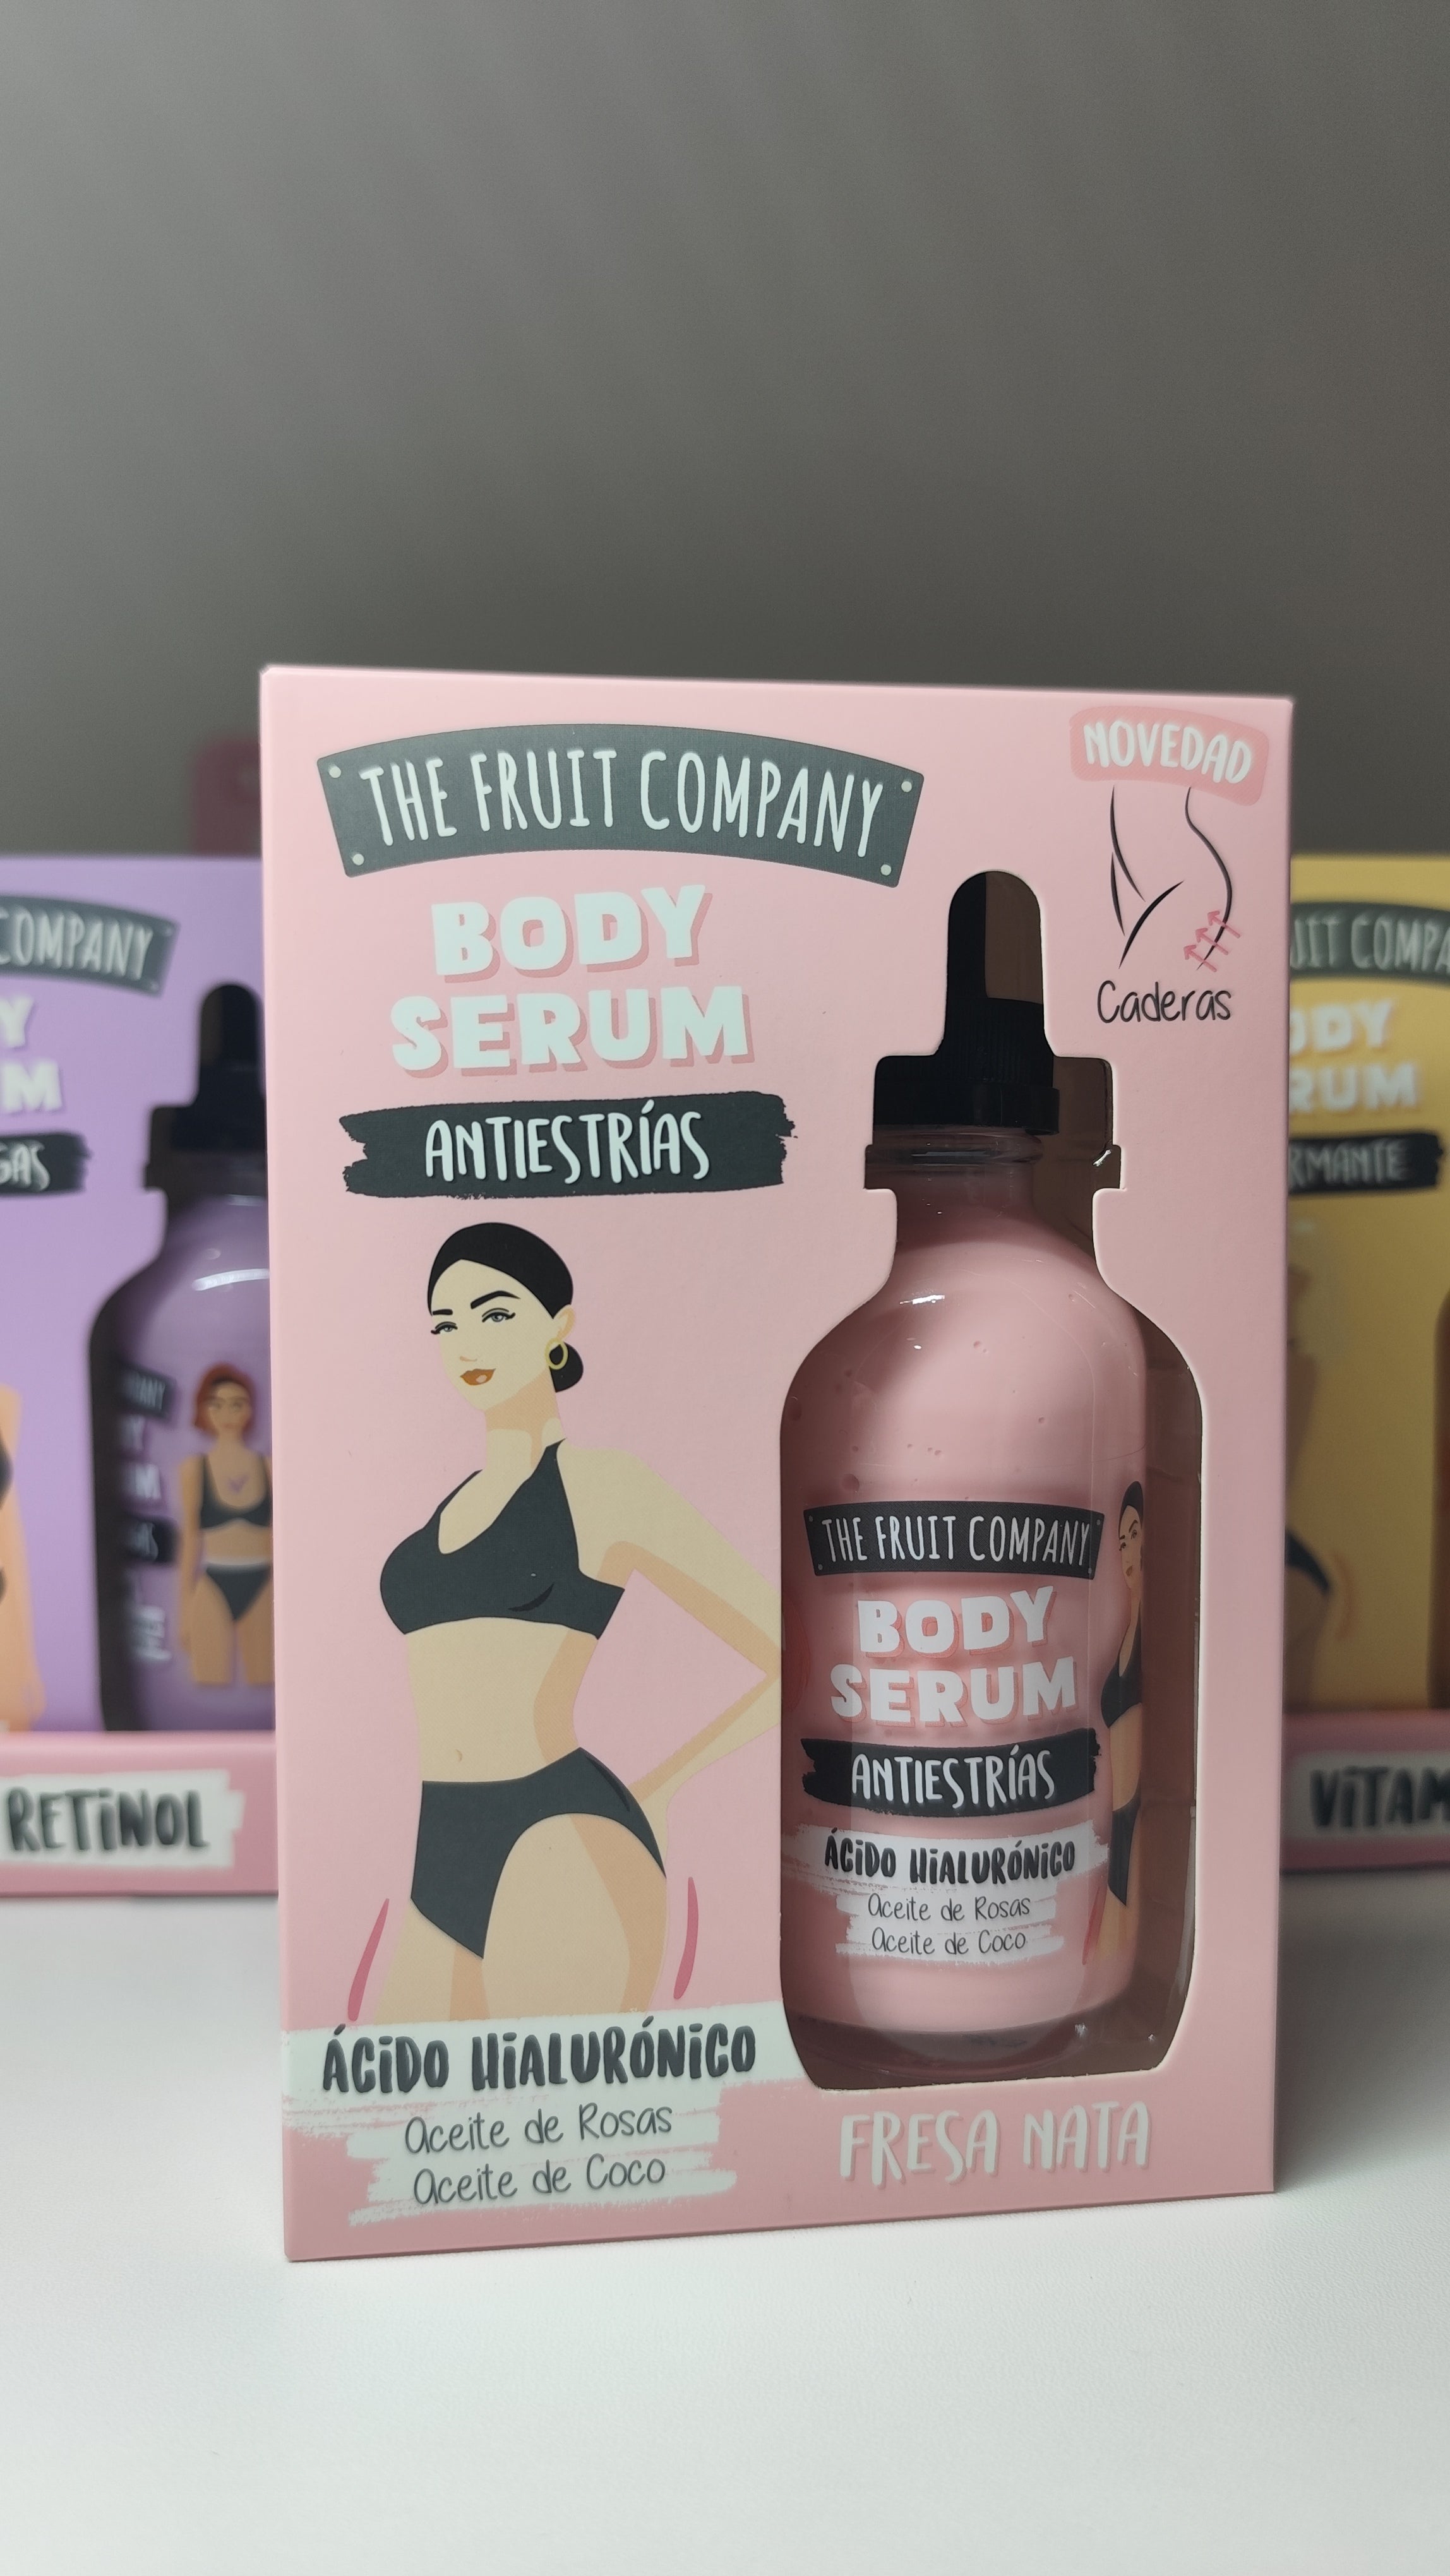 THE FRUIT COMPANY
BODY
SERUM
ANTIESTRÍAS
NOVEDAD
Caderas
THE FRUIT COMPANY
BODY
SERUM
ANTIESTRÍAS
ÁCIDO HIALURÓNICO
Aceite de Rosas
Aceite de Coco
ÁCIDO HIALURÓNICO
Aceite de Rosas
Aceite de Coco
FRESA NATA
COMPANY
RETINOL